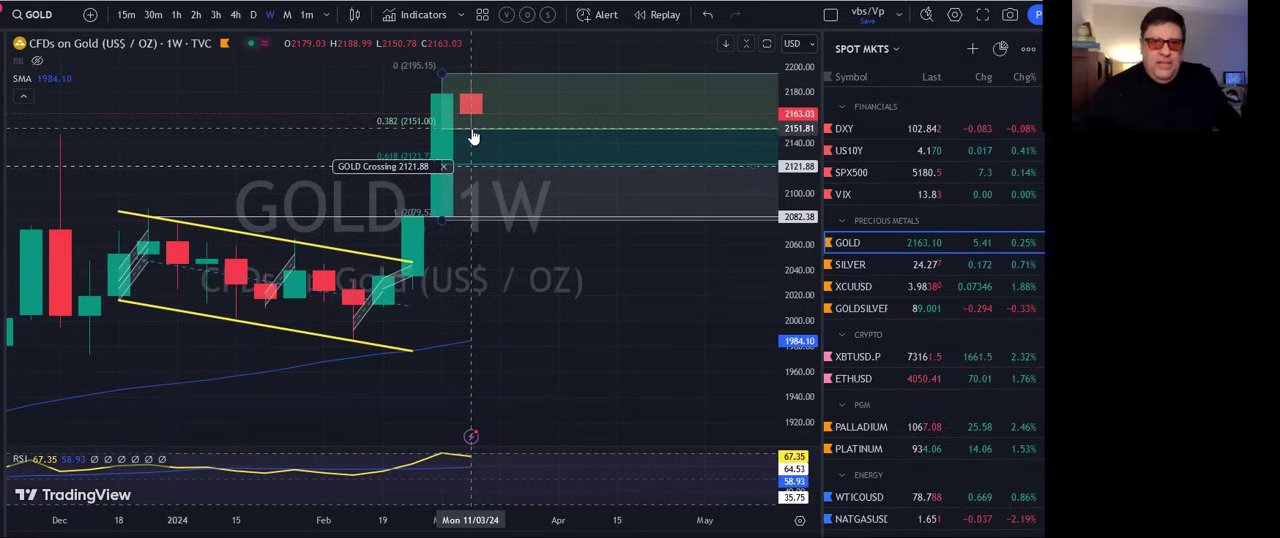 GOLD 15m 30m 1h 2h 3h 4h D W M 1m Indicators V O S Alert Replay vbs/Vp
Save
CFDs on Gold (US$ / OZ) · 1W · TVC O2179.03 H2188.99 L2150.78 C2163.03 USD
BB
SMA 1984.10
0 (2195.15)
0.382 (2151.00)
GOLD Crossing 2121.88
GOLD 1W
CFDs on Gold (US$ / OZ)
2200.00
2180.00
2163.03
2151.81
2140.00
2121.88
2100.00
2082.38
2060.00
2040.00
2020.00
2000.00
1984.10
1960.00
1940.00
1920.00
RSI 67.35 58.93 Ø Ø Ø Ø Ø Ø
67.35
64.53
58.93
35.75
TradingView
Dec 18 2024 15 Feb Mon 11/03/24 Apr 15 May
SPOT MKTS
Symbol Last Chg Chg%
FINANCIALS
DXY 102.842 −0.083 −0.08%
US10Y 4.170 0.017 0.41%
SPX500 5180.5 7.3 0.14%
VIX 13.83 0.00 0.00%
PRECIOUS METALS
GOLD 2163.10 5.41 0.25%
SILVER 24.27⁷ 0.172 0.71%
XCUUSD 3.9838⁰ 0.07346 1.88%
GOLDSILVER 89.001 −0.294 −0.33%
CRYPTO
XBTUSD.P 73161.5 1661.5 2.32%
ETHUSD 4050.41 70.01 1.76%
PGM
PALLADIUM 1067.08 25.58 2.46%
PLATINUM 934.06 14.06 1.53%
ENERGY
WTICOUSD 78.788 0.669 0.86%
NATGASUSD 1.651 −0.037 −2.19%